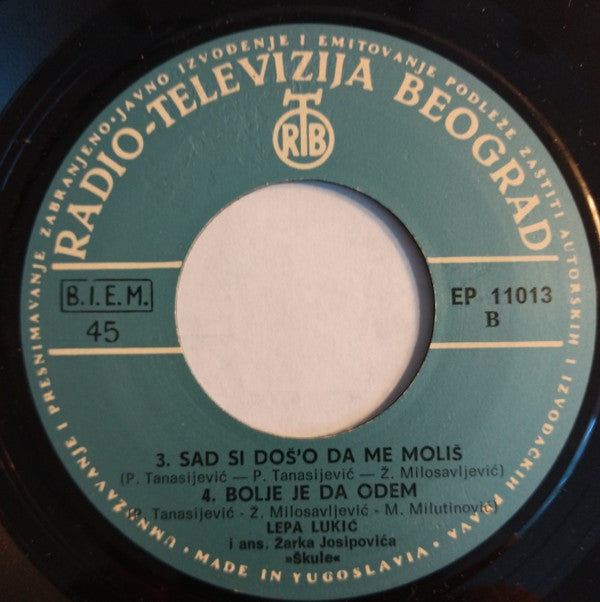 UMNOŽAVANJE I PRESNIMAVANJE ZABRANJENO · JAVNO IZVOĐENJE I EMITOVANJE PODLEŽE ZAŠTITI AUTORSKIH I IZVOĐAČKIH PRAVA
RADIO-TELEVIZIJA BEOGRAD
RTB
B.I.E.M.
45
EP 11013
B
3. SAD SI DOŠ'O DA ME MOLIŠ
(P. Tanasijević — P. Tanasijević — Ž. Milosavljević)
4. BOLJE JE DA ODEM
(P. Tanasijević - Ž. Milosavljević - M. Milutinović)
LEPA LUKIĆ
i ans. Žarka Josipovića
»Škule«
· MADE IN YUGOSLAVIA ·